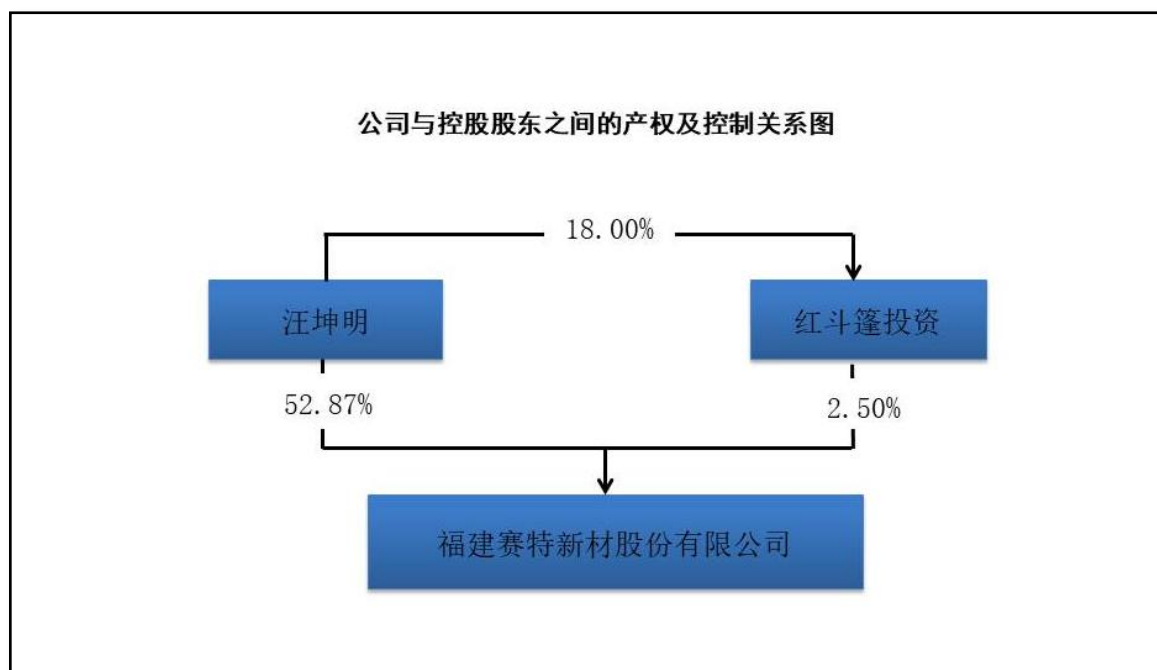 公司与控股股东之间的产权及控制关系图
18.00%
汪坤明
红斗篷投资
52.87%
2.50%
福建赛特新材股份有限公司